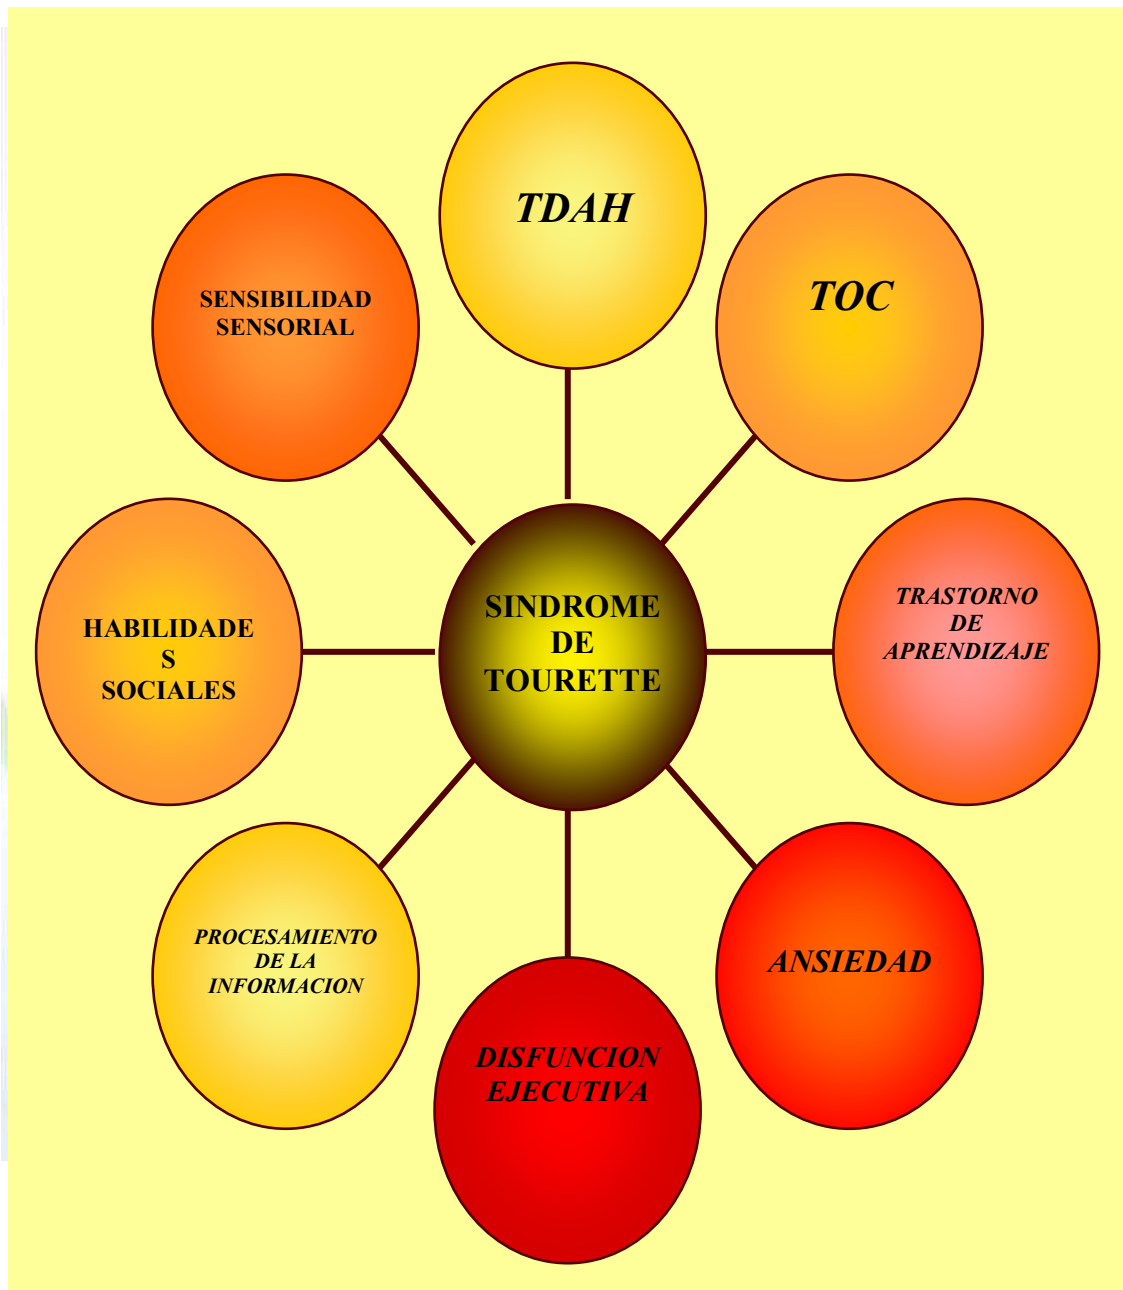 TDAH
TOC
SENSIBILIDAD
SENSORIAL
SINDROME
DE
TOURETTE
TRASTORNO
DE
APRENDIZAJE
HABILIDADE
S
SOCIALES
PROCESAMIENTO
DE LA
INFORMACION
ANSIEDAD
DISFUNCION
EJECUTIVA